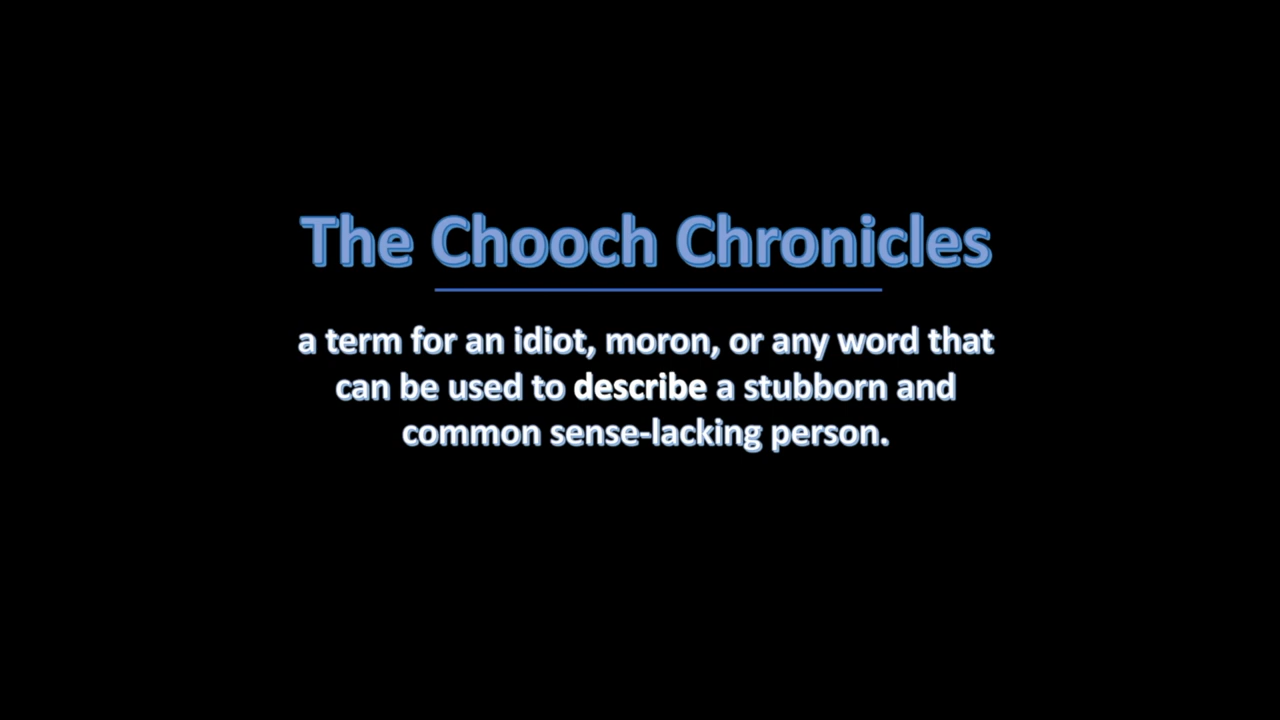 The Chooch Chronicles
a term for an idiot, moron, or any word that
can be used to describe a stubborn and
common sense-lacking person.